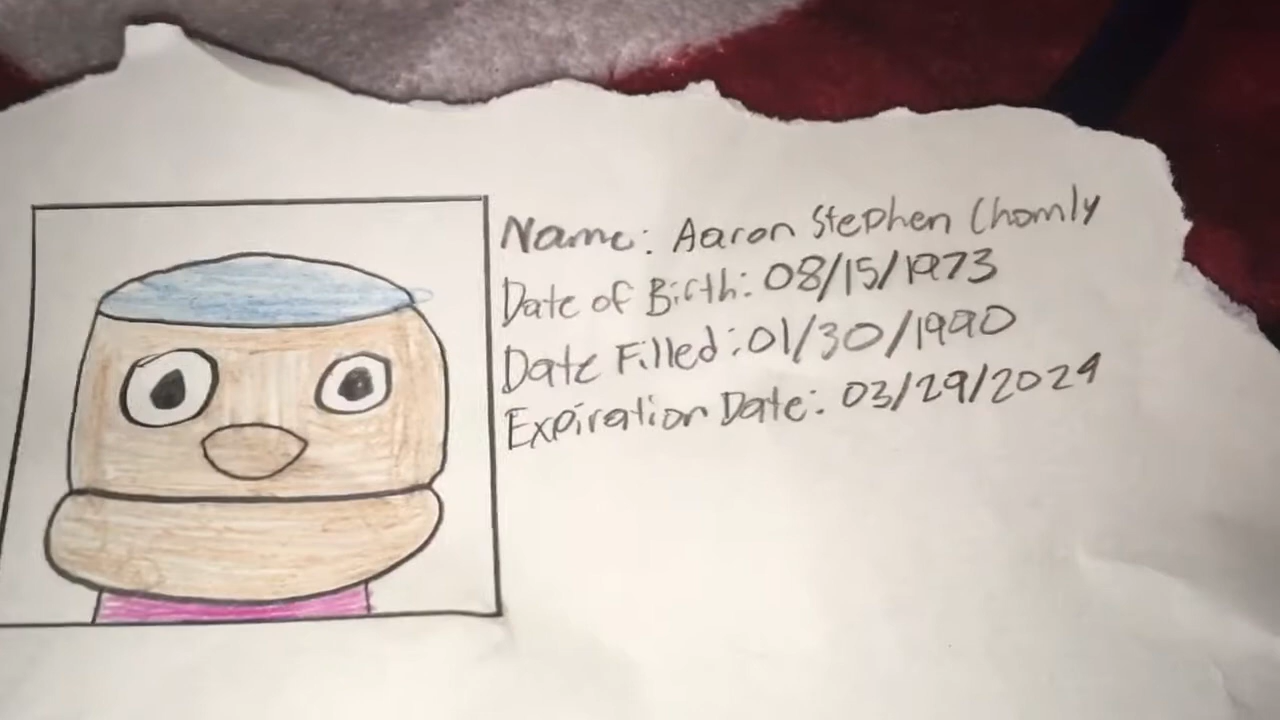 Name: Aaron Stephen Chomly
Date of Birth: 08/15/1973
Date Filled: 01/30/1990
Expiration Date: 03/29/2029